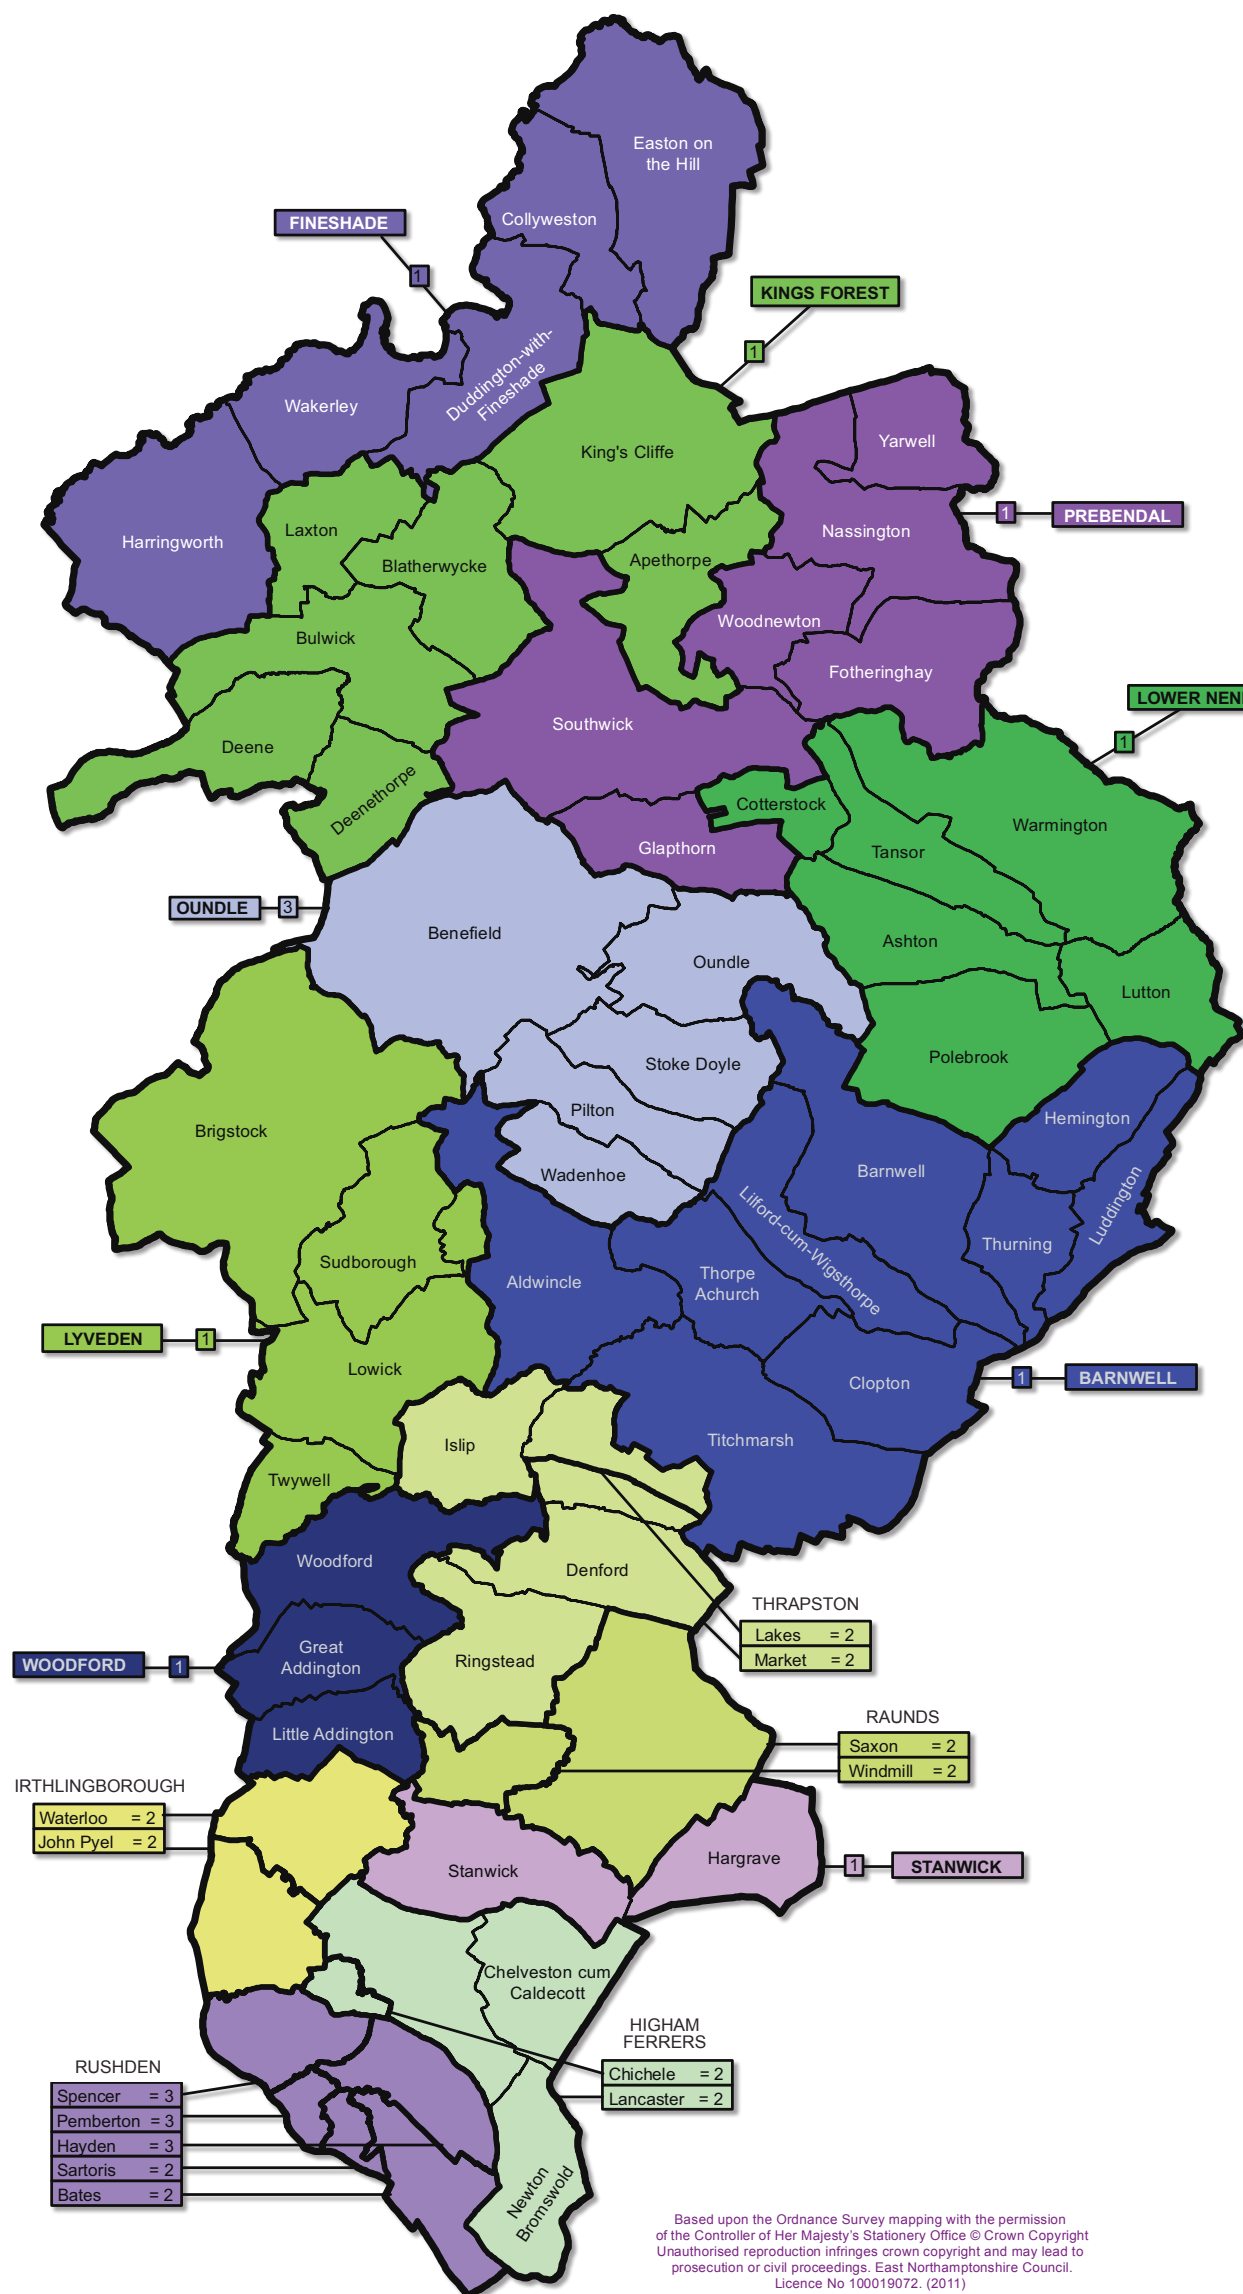 Easton on
the Hill
Collyweston
FINESHADE
1
KINGS FOREST
1
Duddington-with-
Fineshade
Wakerley
King's Cliffe
Yarwell
Harringworth
Laxton
Blatherwycke
Apethorpe
Nassington
1
PREBENDAL
Bulwick
Woodnewton
Fotheringhay
LOWER NEN
1
Deene
Southwick
Deenethorpe
Cotterstock
Warmington
Glapthorn
Tansor
OUNDLE
3
Benefield
Oundle
Ashton
Lutton
Stoke Doyle
Polebrook
Pilton
Brigstock
Hemington
Wadenhoe
Barnwell
Luddington
Lilford-cum-Wigsthorpe
Thurning
Sudborough
Aldwincle
Thorpe
Achurch
LYVEDEN
1
Lowick
Clopton
1
BARNWELL
Islip
Titchmarsh
Twywell
Woodford
Denford
THRAPSTON
Lakes = 2
Market = 2
Great
Addington
Ringstead
WOODFORD
1
Little Addington
RAUNDS
Saxon = 2
Windmill = 2
IRTHLINGBOROUGH
Waterloo = 2
John Pyel = 2
Stanwick
Hargrave
1
STANWICK
Chelveston cum
Caldecott
HIGHAM
FERRERS
Chichele = 2
Lancaster = 2
RUSHDEN
Spencer = 3
Pemberton = 3
Hayden = 3
Sartoris = 2
Bates = 2
Newton
Bromswold
Based upon the Ordnance Survey mapping with the permission
of the Controller of Her Majesty's Stationery Office © Crown Copyright
Unauthorised reproduction infringes crown copyright and may lead to
prosecution or civil proceedings. East Northamptonshire Council.
Licence No 100019072. (2011)